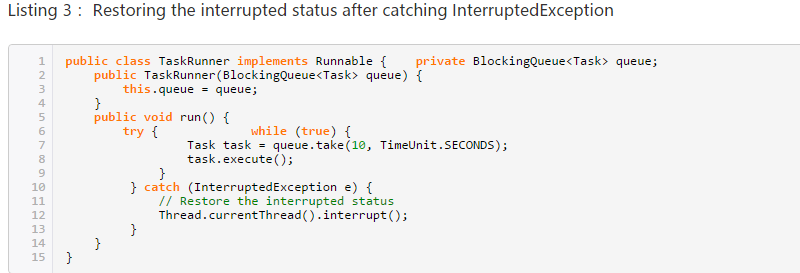 Listing 3 :  Restoring the interrupted status after catching InterruptedException
1 public class TaskRunner implements Runnable {    private BlockingQueue<Task> queue;
2     public TaskRunner(BlockingQueue<Task> queue) {
3         this.queue = queue;
4     }
5     public void run() {
6         try {             while (true) {
7                  Task task = queue.take(10, TimeUnit.SECONDS);
8                  task.execute();
9              }
10          } catch (InterruptedException e) {
11              // Restore the interrupted status
12              Thread.currentThread().interrupt();
13          }
14     }
15 }